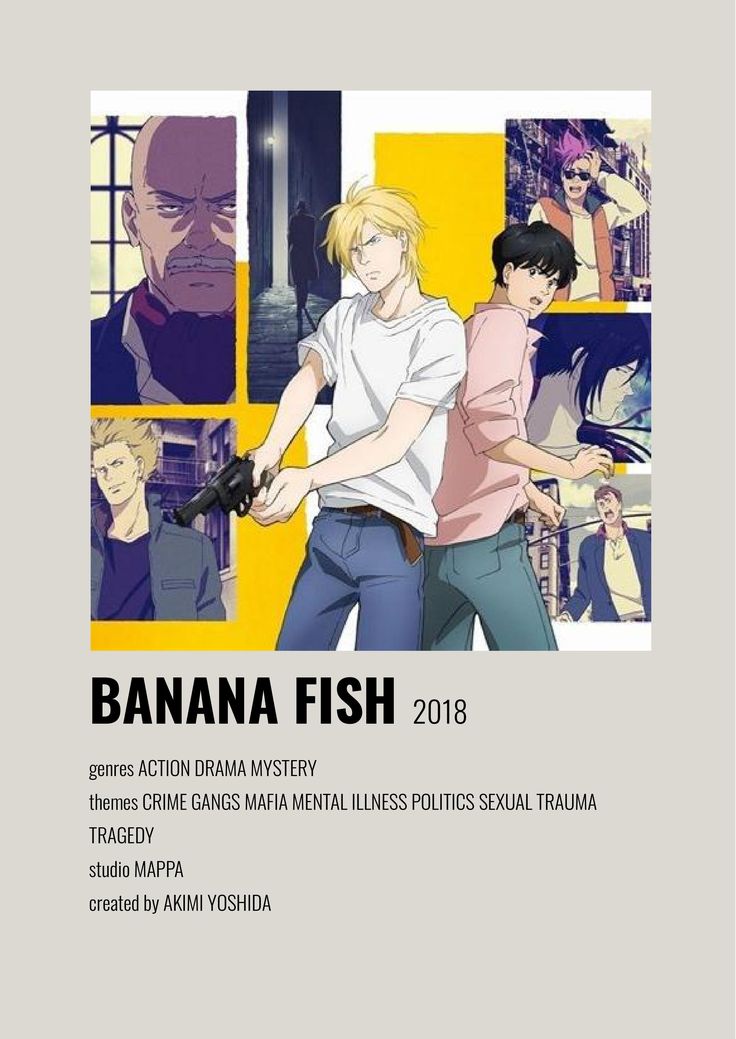 BANANA FISH 2018
genres ACTION DRAMA MYSTERY
themes CRIME GANGS MAFIA MENTAL ILLNESS POLITICS SEXUAL TRAUMA
TRAGEDY
studio MAPPA
created by AKIMI YOSHIDA